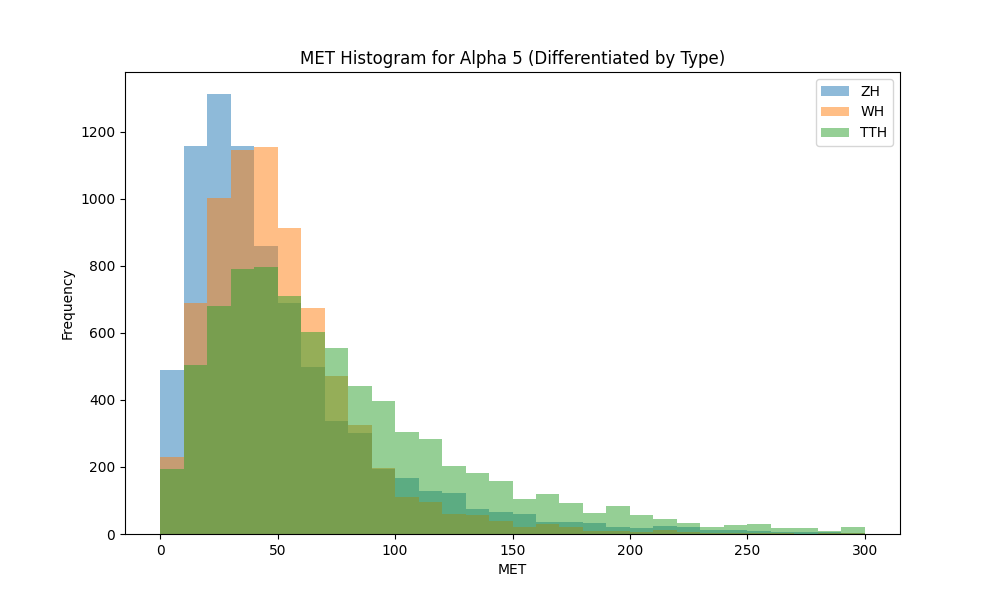 MET Histogram for Alpha 5 (Differentiated by Type)
ZH
WH
TTH
Frequency
1200
1000
800
600
400
200
0
0 50 100 150 200 250 300
MET